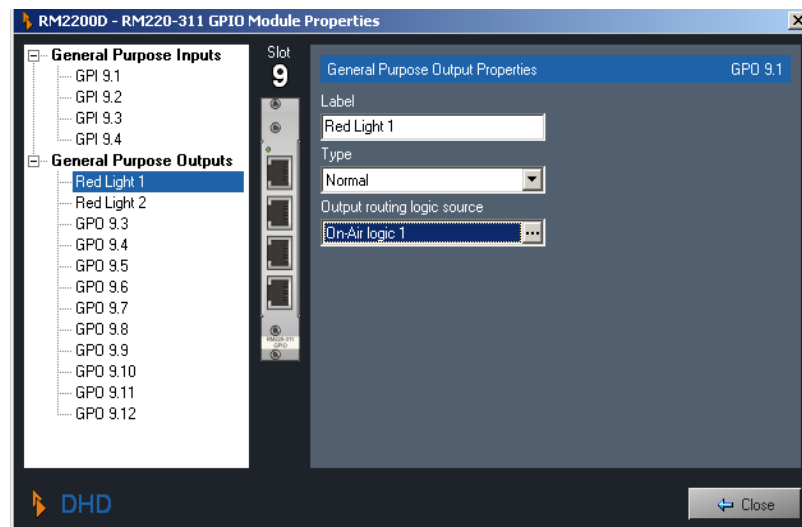 RM2200D - RM220-311 GPIO Module Properties
General Purpose Inputs
GPI 9.1
GPI 9.2
GPI 9.3
GPI 9.4
General Purpose Outputs
Red Light 1
Red Light 2
GPO 9.3
GPO 9.4
GPO 9.5
GPO 9.6
GPO 9.7
GPO 9.8
GPO 9.9
GPO 9.10
GPO 9.11
GPO 9.12
Slot
9
RM220-311
GPIO
General Purpose Output Properties GPO 9.1
Label
Red Light 1
Type
Normal
Output routing logic source
On-Air logic 1
...
DHD
Close